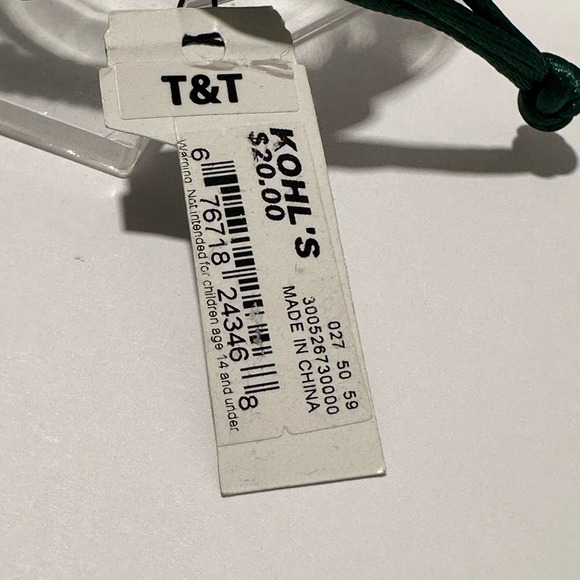 T&T
KOHL'S
$20.00
027 50 59
300526730000
MADE IN CHINA
6 76718 24346 8
Warning. Not intended for children age 14 and under